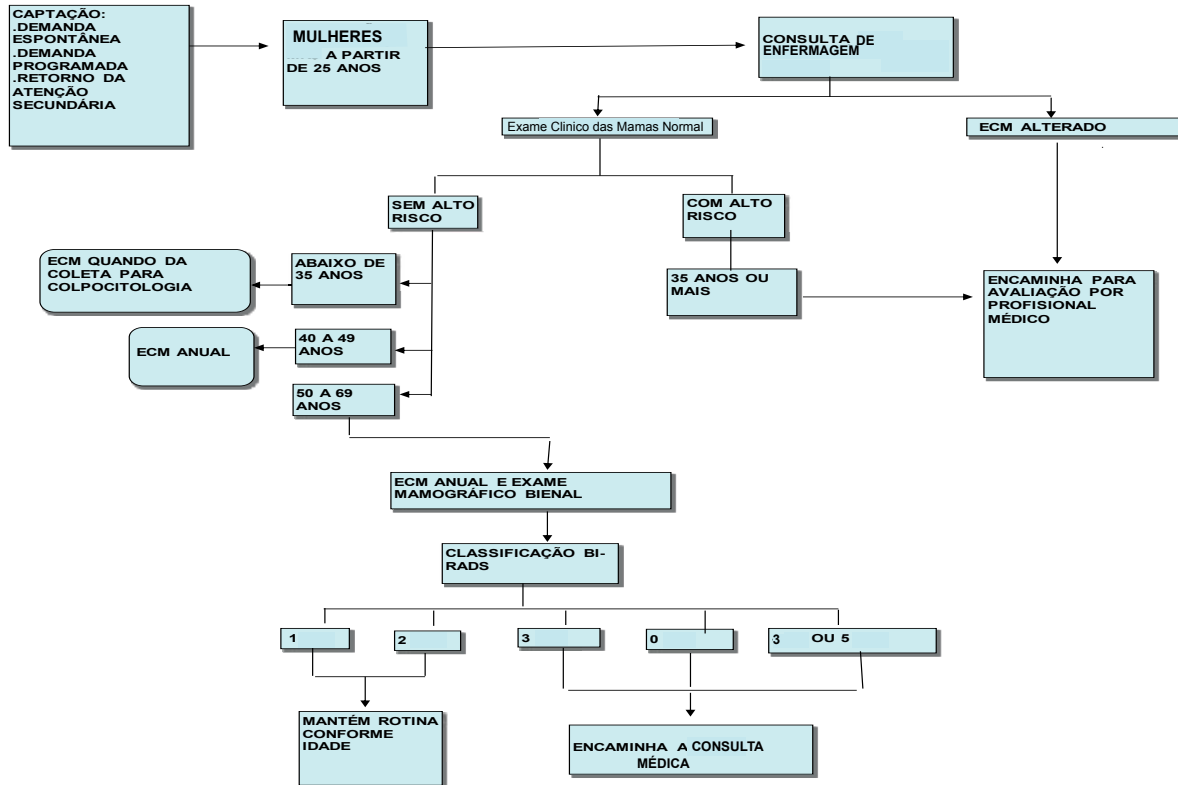 CAPTAÇÃO:
.DEMANDA
ESPONTÂNEA
.DEMANDA
PROGRAMADA
.RETORNO DA
ATENÇÃO
SECUNDÁRIA
MULHERES
A PARTIR
DE 25 ANOS
CONSULTA DE
ENFERMAGEM
Exame Clinico das Mamas Normal
ECM ALTERADO
SEM ALTO
RISCO
COM ALTO
RISCO
ECM QUANDO DA
COLETA PARA
COLPOCITOLOGIA
ABAIXO DE
35 ANOS
35 ANOS OU
MAIS
ENCAMINHA PARA
AVALIAÇÃO POR
PROFISSIONAL
MÉDICO
ECM ANUAL
40 A 49
ANOS
50 A 69
ANOS
ECM ANUAL E EXAME
MAMOGRÁFICO BIENAL
CLASSIFICAÇÃO BI-
RADS
1
2
3
0
3 OU 5
MANTÉM ROTINA
CONFORME
IDADE
ENCAMINHA A CONSULTA
MÉDICA